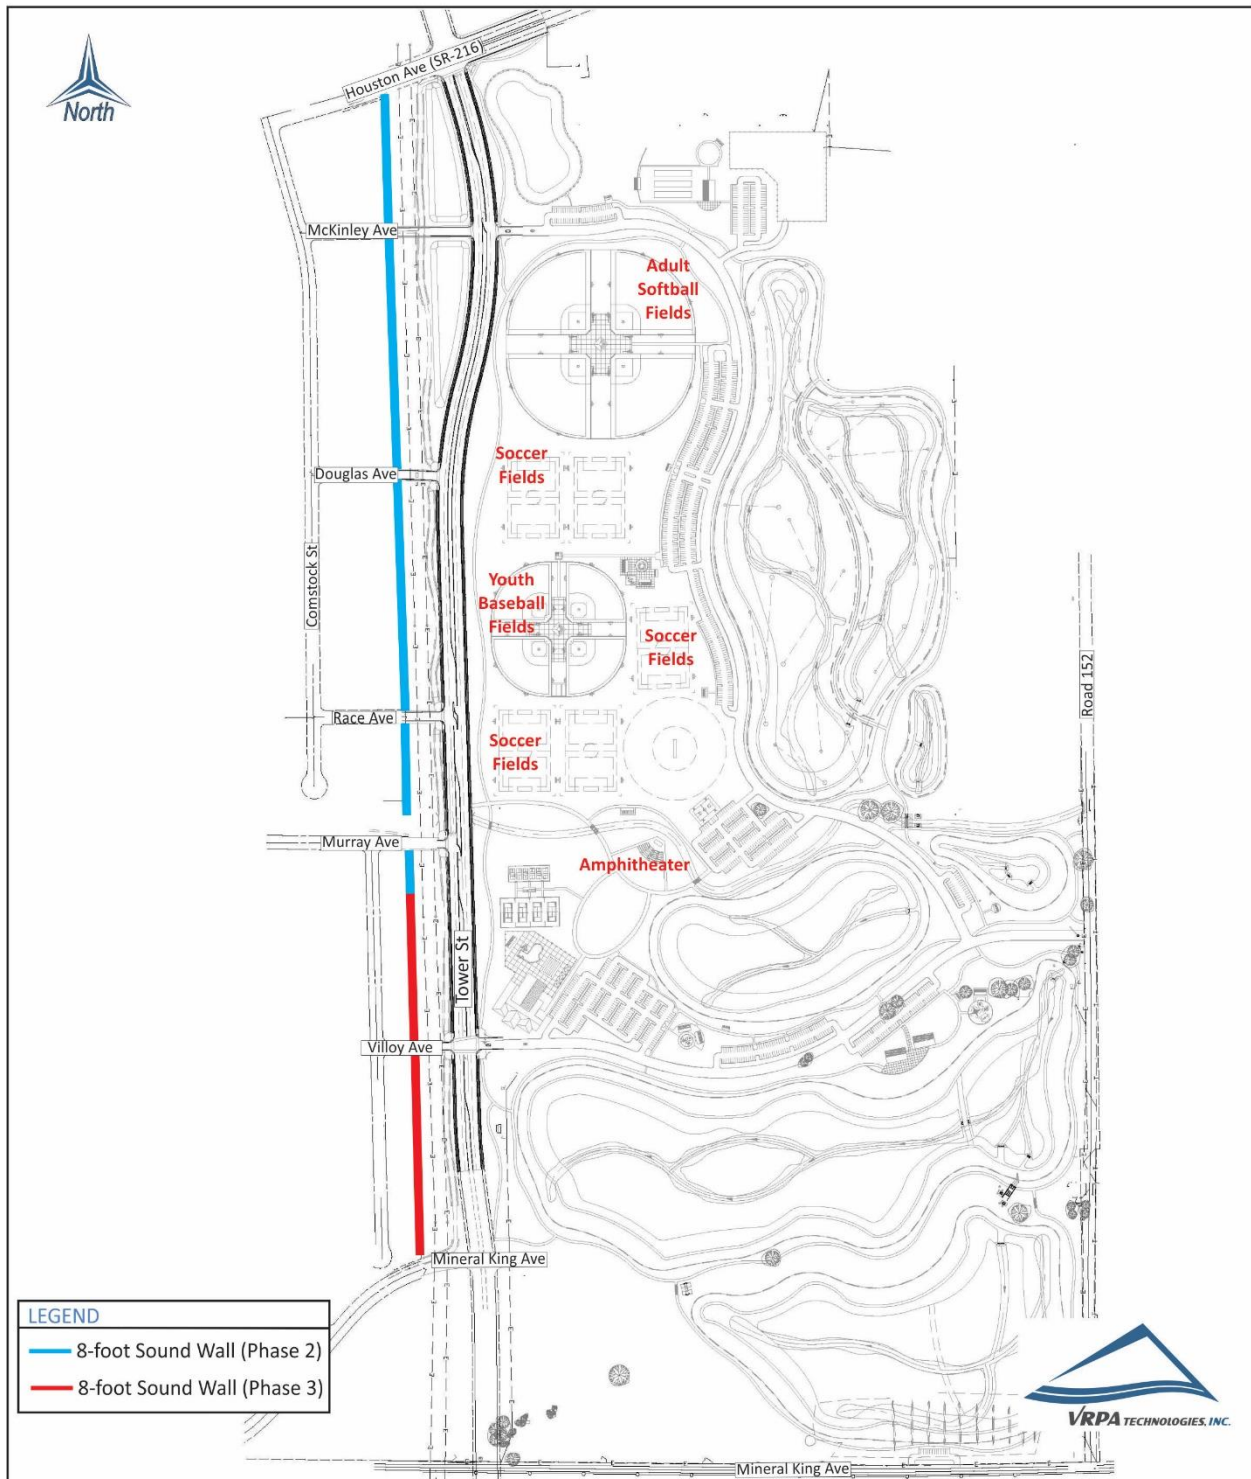 Houston Ave (SR-216)
North
McKinley Ave
Adult
Softball
Fields
Soccer
Fields
Douglas Ave
Comstock St
Youth
Baseball
Fields
Soccer
Fields
Road 152
Race Ave
Soccer
Fields
Murray Ave
Amphitheater
Tower St
Villoy Ave
Mineral King Ave
LEGEND
8-foot Sound Wall (Phase 2)
8-foot Sound Wall (Phase 3)
VRPA TECHNOLOGIES, INC.
Mineral King Ave